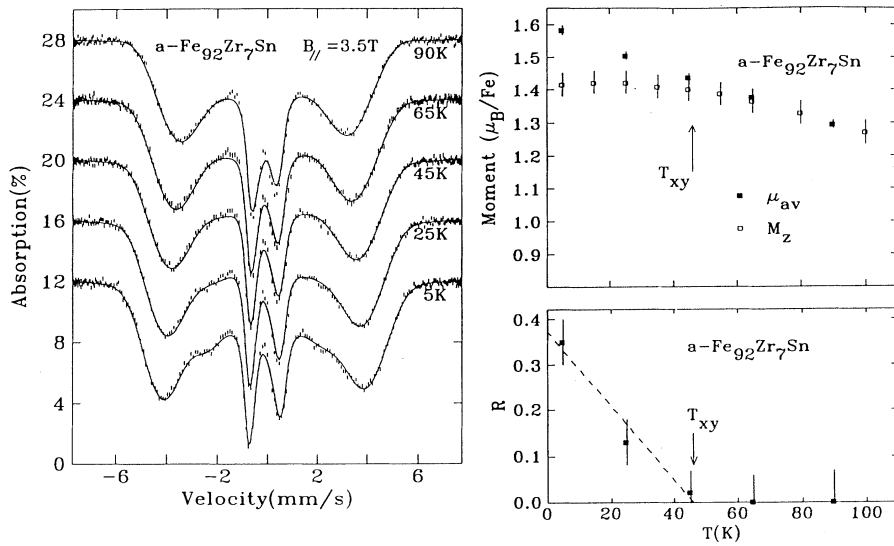 a-Fe92Zr7Sn B// =3.5T
28
90K
24
65K
20
45K
16
25K
12
5K
8
4
0
Absorption(%)
-6 -2 2 6
Velocity(mm/s)
1.6
1.5
1.4
1.3
1.2
1.1
1.0
0.9
Moment (μB/Fe)
a-Fe92Zr7Sn
Txy
μav
Mz
0.4
0.3
0.2
0.1
0.0
R
a-Fe92Zr7Sn
Txy
0 20 40 60 80 100
T(K)